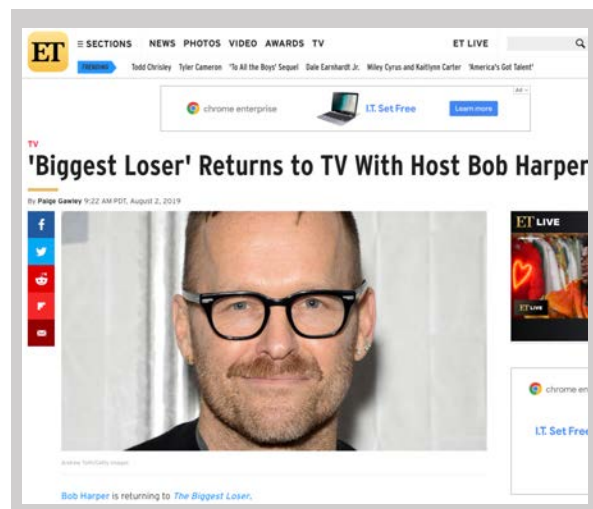 ET
≡ SECTIONS NEWS PHOTOS VIDEO AWARDS TV ET LIVE
TRENDING Todd Chrisley Tyler Cameron 'To All the Boys' Sequel Dale Earnhardt Jr. Miley Cyrus and Kaitlynn Carter 'America's Got Talent'
Ad
chrome enterprise I.T. Set Free Learn more
TV
'Biggest Loser' Returns to TV With Host Bob Harper
By Paige Gawley 9:22 AM PDT, August 2, 2019
ET LIVE
ET LIVE
chrome en
I.T. Set Free
Bob Harper is returning to The Biggest Loser.